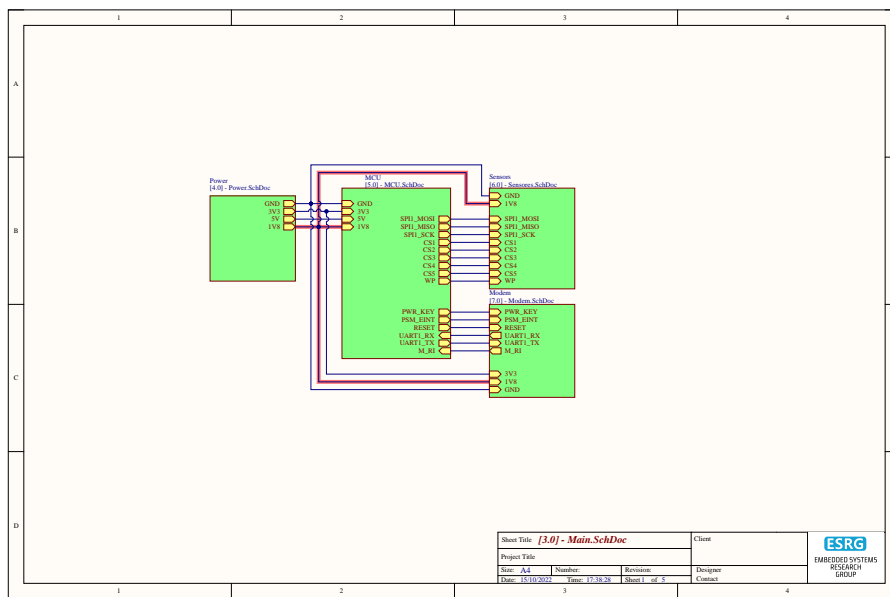 1 2 3 4
A
B
C
D
Power
[4.0] - Power.SchDoc
GND
3V3
5V
1V8
MCU
[5.0] - MCU.SchDoc
GND
3V3
5V
1V8
SPI1_MOSI
SPI1_MISO
SPI1_SCK
CS1
CS2
CS3
CS4
CS5
WP
PWR_KEY
PSM_EINT
RESET
UART1_RX
UART1_TX
M_RI
Sensors
[6.0] - Sensores.SchDoc
GND
1V8
SPI1_MOSI
SPI1_MISO
SPI1_SCK
CS1
CS2
CS3
CS4
CS5
WP
Modem
[7.0] - Modem.SchDoc
PWR_KEY
PSM_EINT
RESET
UART1_RX
UART1_TX
M_RI
3V3
1V8
GND
Sheet Title [3.0] - Main.SchDoc
Project Title
Size: A4 Number: Revision:
Date: 15/10/2022 Time: 17:38:28 Sheet 1 of 5
Client
Designer
Contact
ESRG
EMBEDDED SYSTEMS
RESEARCH
GROUP
1 2 3 4